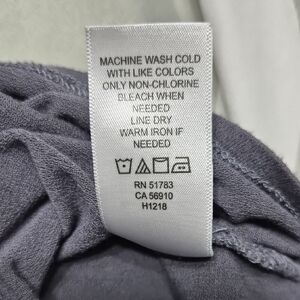 MACHINE WASH COLD
WITH LIKE COLORS
ONLY NON-CHLORINE
BLEACH WHEN
NEEDED
LINE DRY
WARM IRON IF
NEEDED
RN 51783
CA 56910
H1218